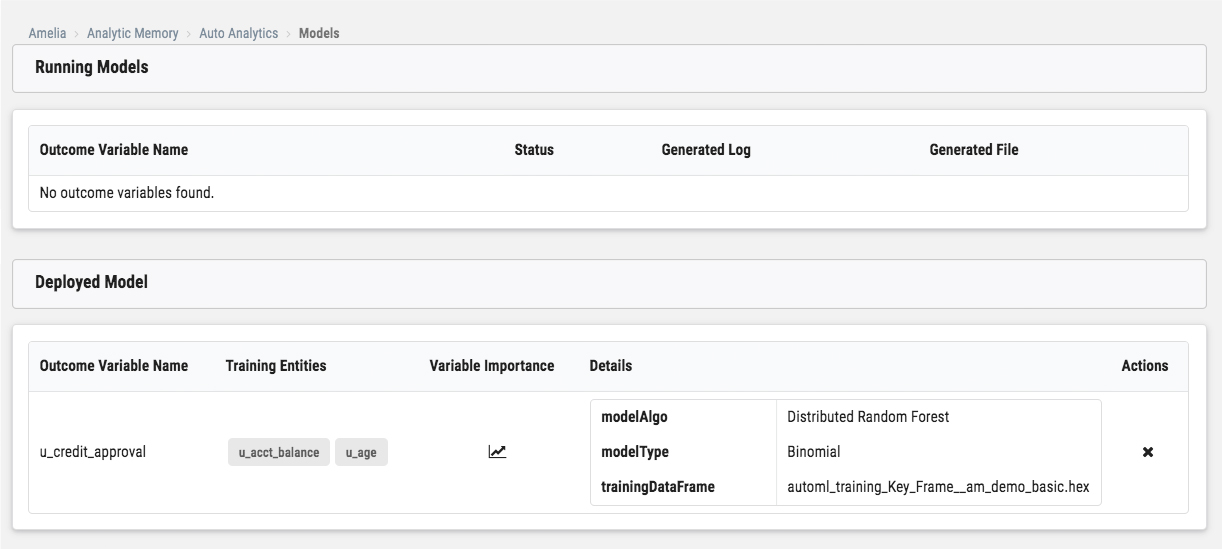 Amelia > Analytic Memory > Auto Analytics > Models
Running Models
Outcome Variable Name Status Generated Log Generated File
No outcome variables found.
Deployed Model
Outcome Variable Name Training Entities Variable Importance Details Actions
modelAlgo Distributed Random Forest
u_credit_approval u_acct_balance u_age modelType Binomial
trainingDataFrame automl_training_Key_Frame__am_demo_basic.hex